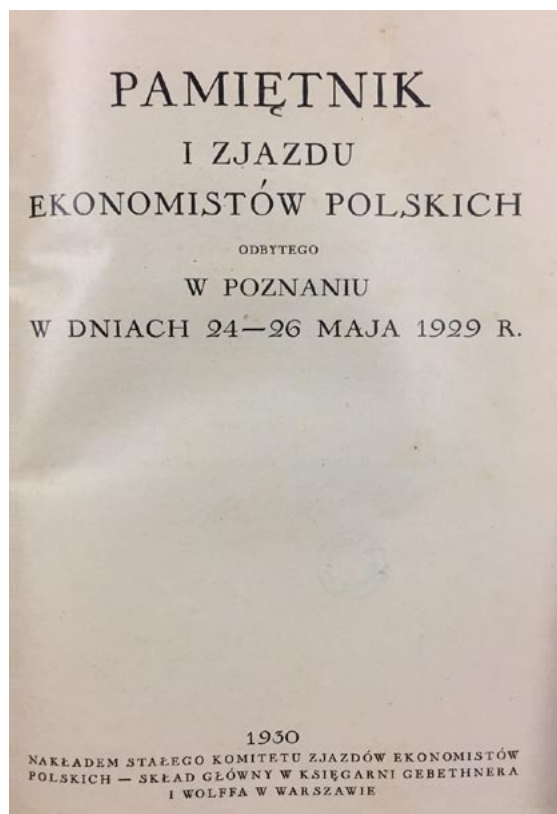 PAMIĘTNIK
I ZJAZDU
EKONOMISTÓW POLSKICH
ODBYTEGO
W POZNANIU
W DNIACH 24—26 MAJA 1929 R.
1930
NAKŁADEM STAŁEGO KOMITETU ZJAZDÓW EKONOMISTÓW
POLSKICH — SKŁAD GŁÓWNY W KSIĘGARNI GEBETHNERA
I WOLFFA W WARSZAWIE